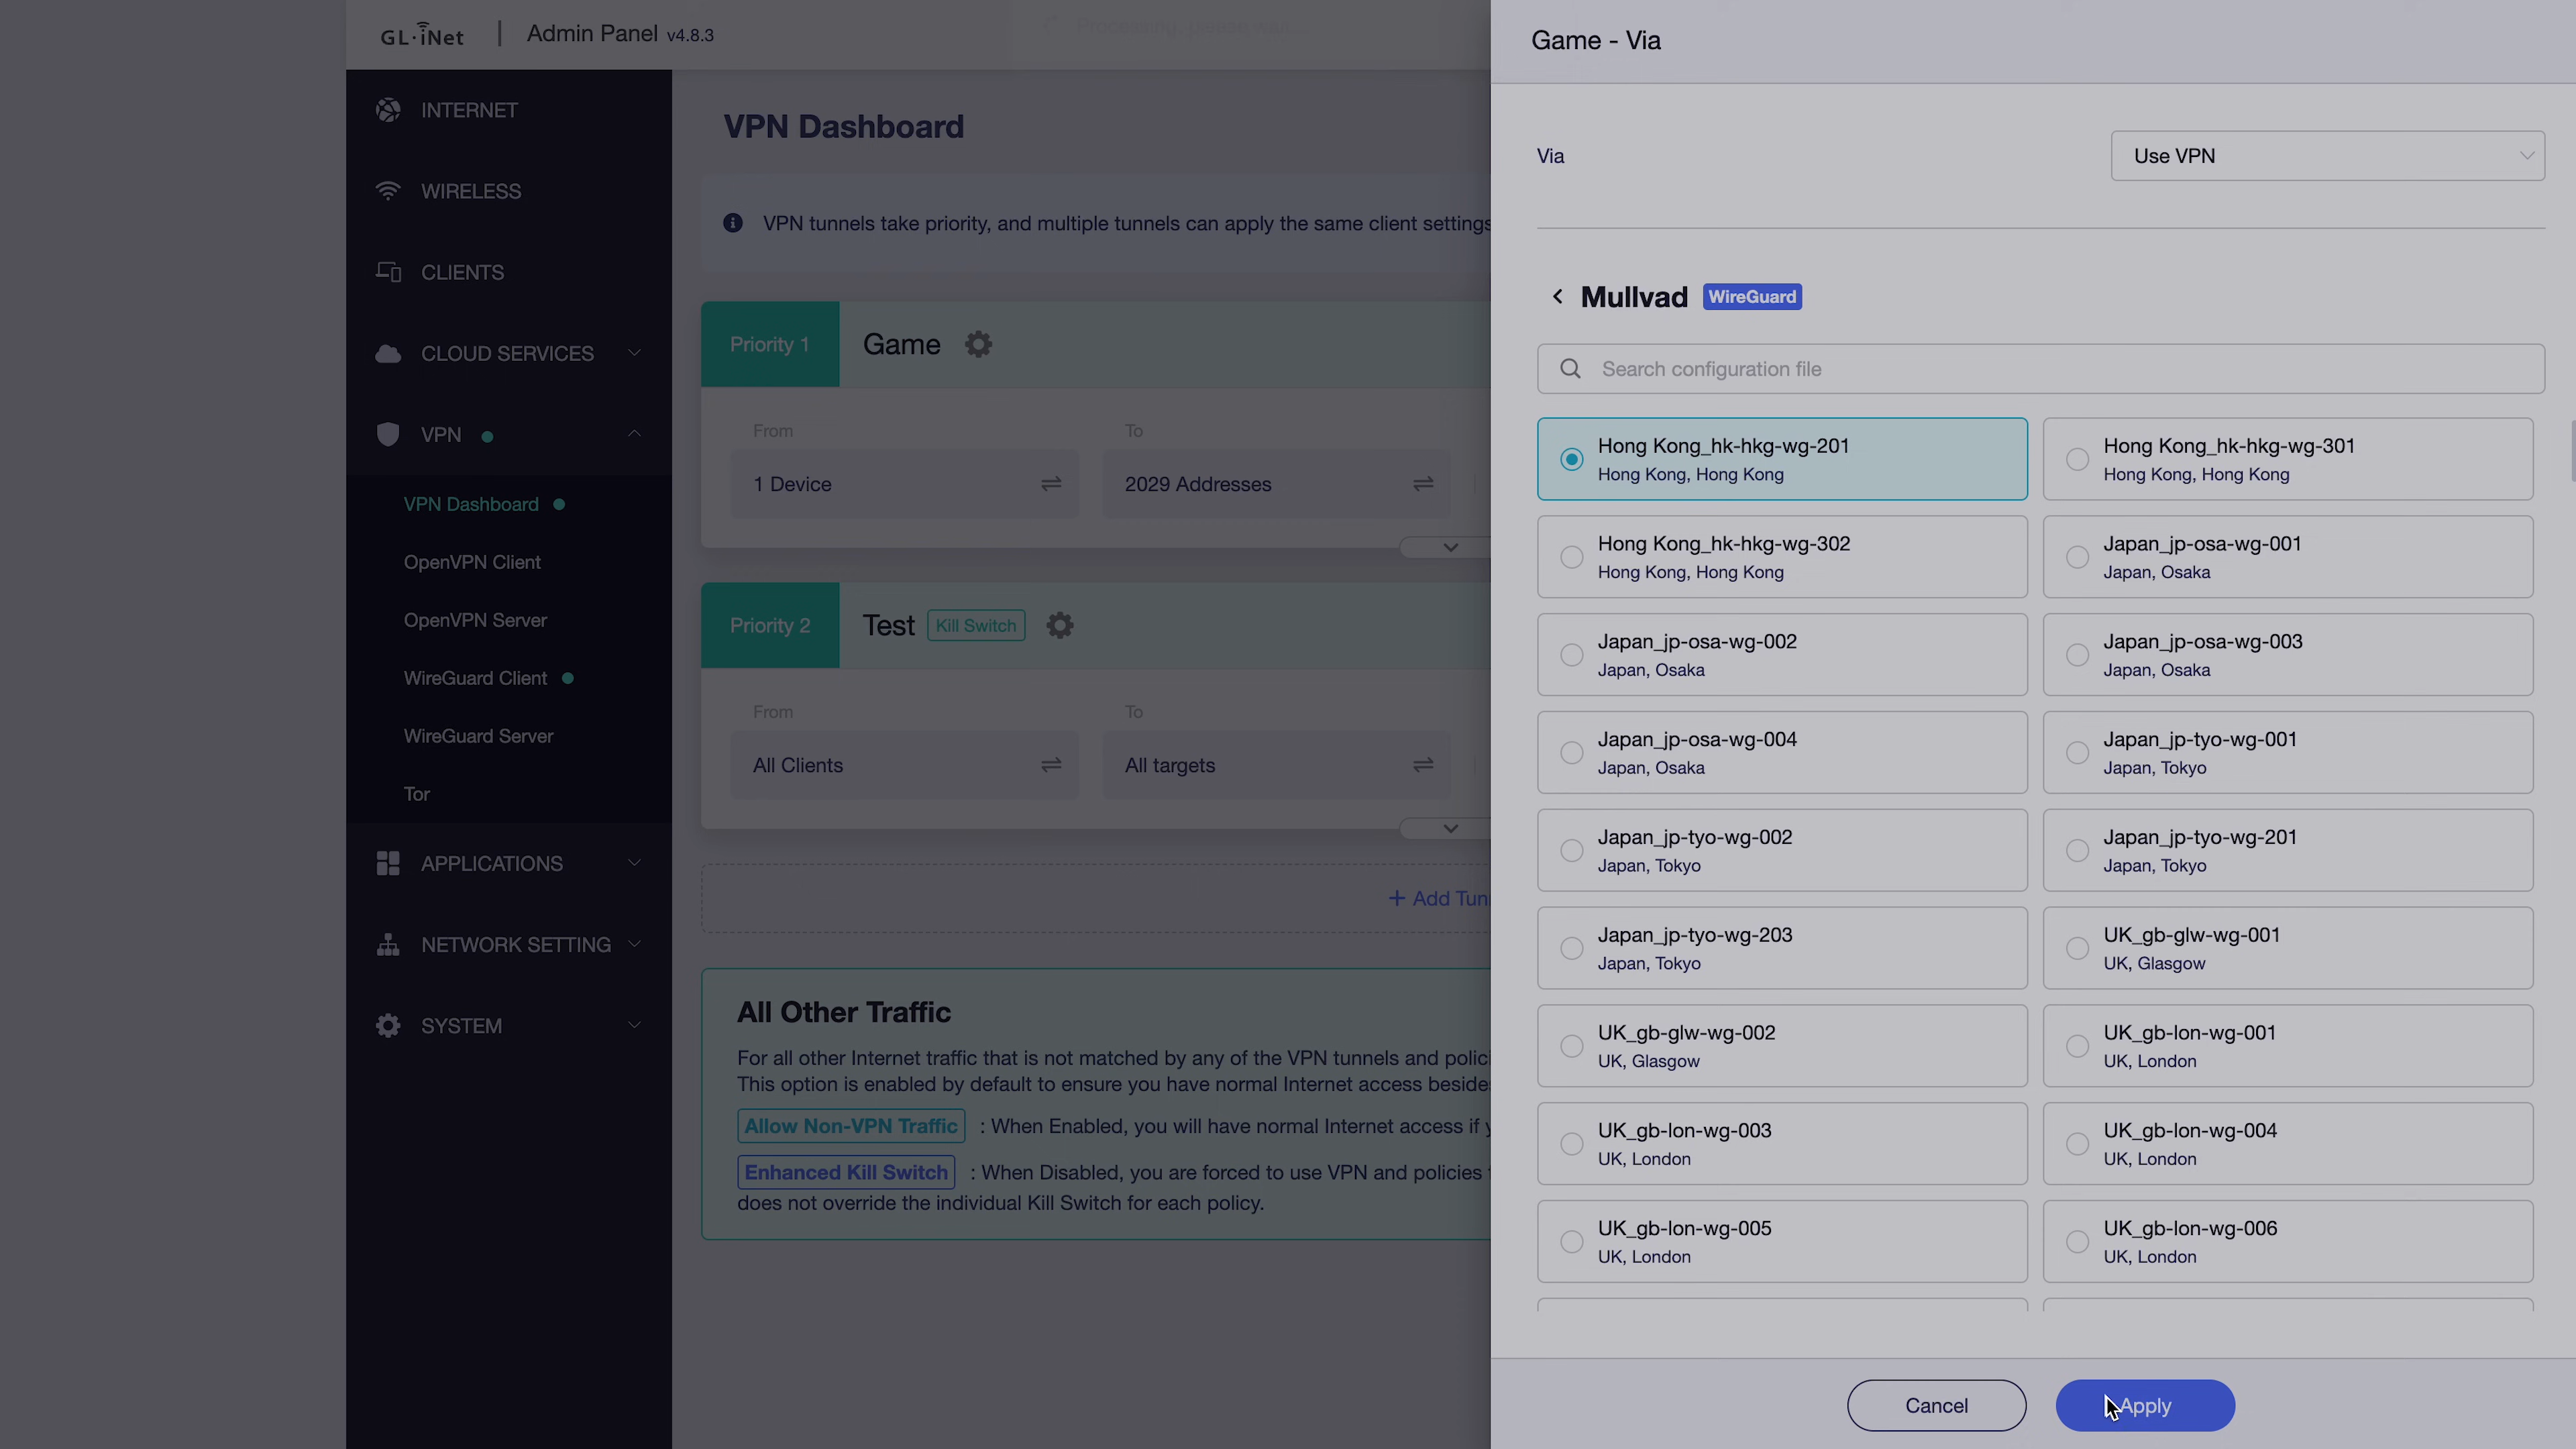 GL·iNet
Admin Panel v4.8.3
INTERNET
WIRELESS
CLIENTS
CLOUD SERVICES
VPN
VPN Dashboard
OpenVPN Client
OpenVPN Server
WireGuard Client
WireGuard Server
Tor
APPLICATIONS
NETWORK SETTING
SYSTEM
VPN Dashboard
VPN tunnels take priority, and multiple tunnels can apply the same client settings
Priority 1
Game
From
To
1 Device
2029 Addresses
Priority 2
Test
Kill Switch
From
To
All Clients
All targets
+ Add Tun
All Other Traffic
For all other Internet traffic that is not matched by any of the VPN tunnels and polic
This option is enabled by default to ensure you have normal Internet access beside
Allow Non-VPN Traffic : When Enabled, you will have normal Internet access if
Enhanced Kill Switch : When Disabled, you are forced to use VPN and policies
does not override the individual Kill Switch for each policy.
Game - Via
Via
Use VPN
Mullvad
WireGuard
Search configuration file
Hong Kong_hk-hkg-wg-201
Hong Kong, Hong Kong
Hong Kong_hk-hkg-wg-301
Hong Kong, Hong Kong
Hong Kong_hk-hkg-wg-302
Hong Kong, Hong Kong
Japan_jp-osa-wg-001
Japan, Osaka
Japan_jp-osa-wg-002
Japan, Osaka
Japan_jp-osa-wg-003
Japan, Osaka
Japan_jp-osa-wg-004
Japan, Osaka
Japan_jp-tyo-wg-001
Japan, Tokyo
Japan_jp-tyo-wg-002
Japan, Tokyo
Japan_jp-tyo-wg-201
Japan, Tokyo
Japan_jp-tyo-wg-203
Japan, Tokyo
UK_gb-glw-wg-001
UK, Glasgow
UK_gb-glw-wg-002
UK, Glasgow
UK_gb-lon-wg-001
UK, London
UK_gb-lon-wg-003
UK, London
UK_gb-lon-wg-004
UK, London
UK_gb-lon-wg-005
UK, London
UK_gb-lon-wg-006
UK, London
Cancel
Apply